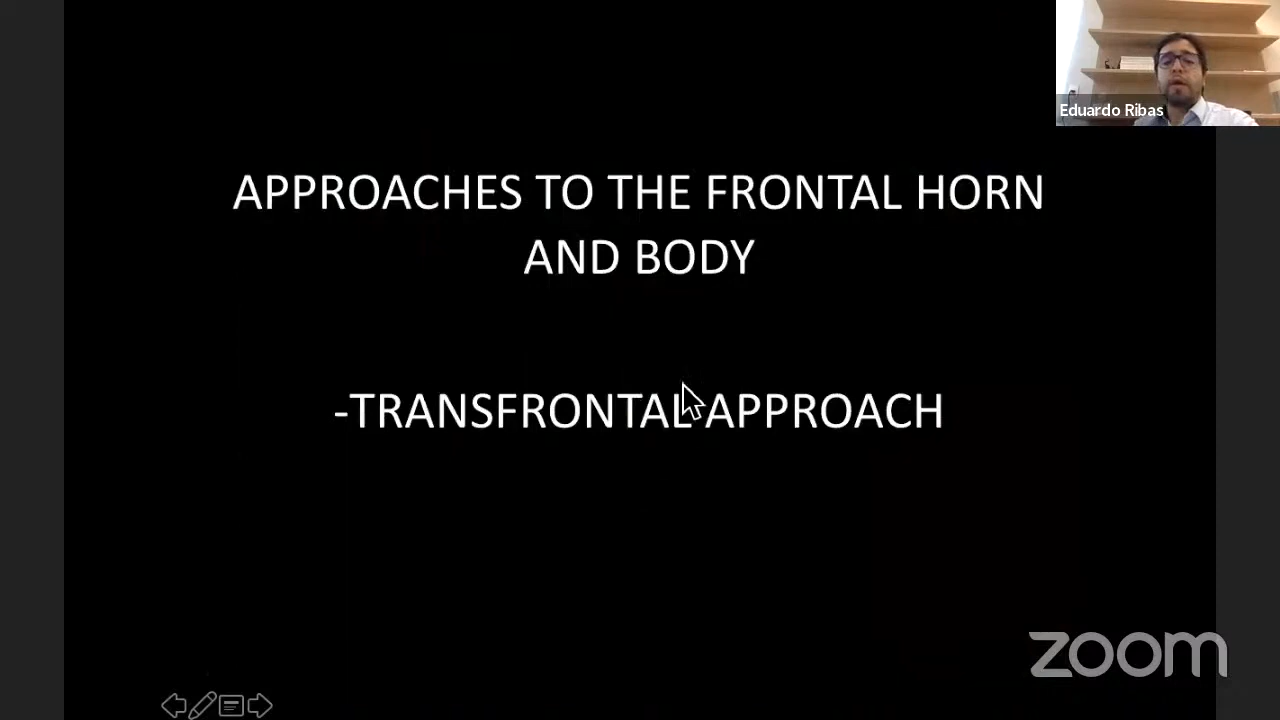 Eduardo Ribas
APPROACHES TO THE FRONTAL HORN
AND BODY
-TRANSFRONTAL APPROACH
zoom